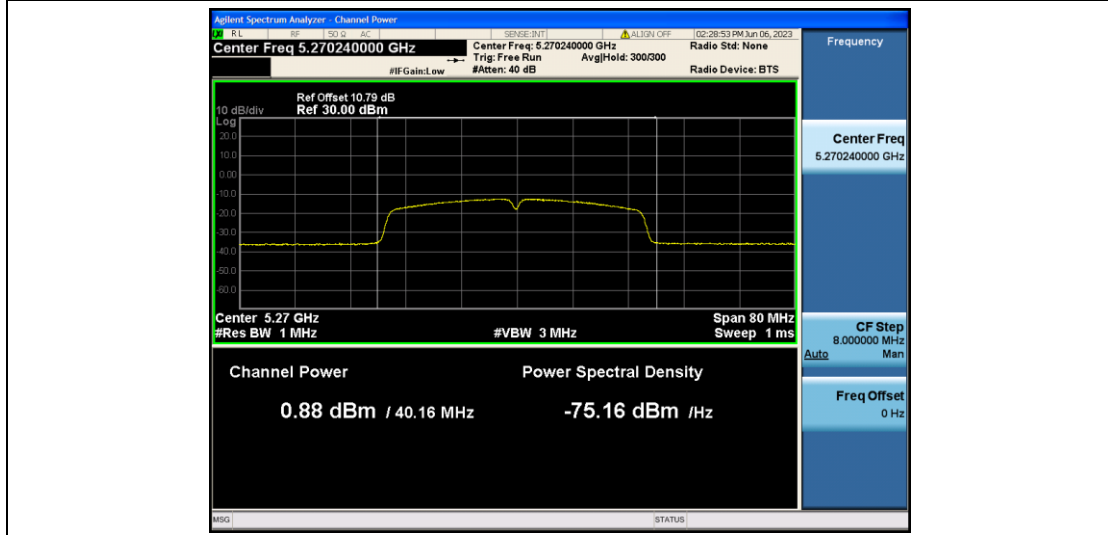 Agilent Spectrum Analyzer - Channel Power
RL RF 50 Ω AC SENSE:INT ALIGN OFF 02:28:53 PM Jun 06, 2023
Center Freq 5.270240000 GHz
Center Freq: 5.270240000 GHz Radio Std: None
Trig: Free Run Avg|Hold: 300/300
#IFGain:Low #Atten: 40 dB Radio Device: BTS
Ref Offset 10.79 dB
10 dB/div Ref 30.00 dBm
Log
20.0
10.0
0.00
-10.0
-20.0
-30.0
-40.0
-50.0
-60.0
Center 5.27 GHz Span 80 MHz
#Res BW 1 MHz #VBW 3 MHz Sweep 1 ms
Channel Power Power Spectral Density
0.88 dBm / 40.16 MHz -75.16 dBm /Hz
Frequency
Center Freq
5.270240000 GHz
CF Step
8.000000 MHz
Auto Man
Freq Offset
0 Hz
MSG STATUS